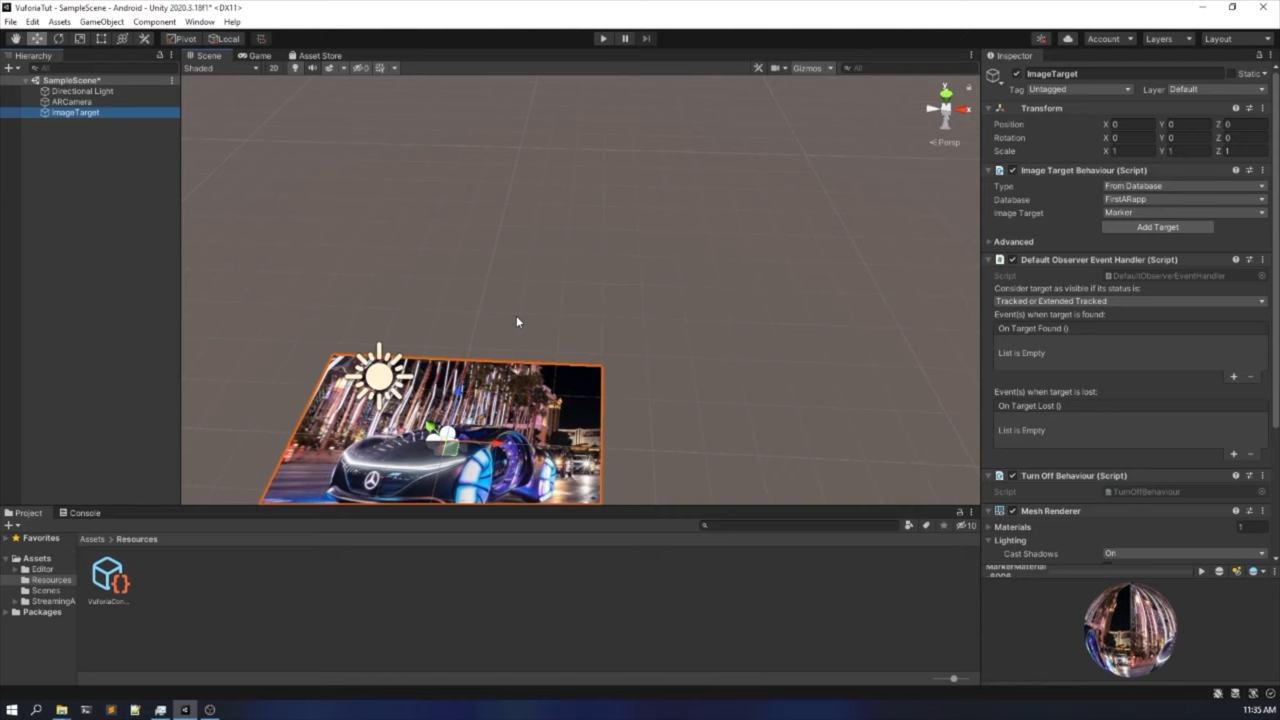 VuforiaTut - SampleScene - Android - Unity 2020.3.18f1* <DX11>
File Edit Assets GameObject Component Window Help
Pivot Local Account Layers Layout
Hierarchy
All
SampleScene*
Directional Light
ARCamera
ImageTarget
Scene Game Asset Store
Shaded 2D Gizmos All
x
Persp
Inspector
ImageTarget Static
Tag Untagged Layer Default
Transform
Position X 0 Y 0 Z 0
Rotation X 0 Y 0 Z 0
Scale X 1 Y 1 Z 1
Image Target Behaviour (Script)
Type From Database
Database FirstARapp
Image Target Marker
Add Target
Advanced
Default Observer Event Handler (Script)
Script DefaultObserverEventHandler
Consider target as visible if its status is:
Tracked or Extended Tracked
Event(s) when target is found:
On Target Found ()
List is Empty
Event(s) when target is lost:
On Target Lost ()
List is Empty
Turn Off Behaviour (Script)
Script TurnOffBehaviour
Mesh Renderer
Materials 1
Lighting
Cast Shadows On
Project Console
10
Favorites
Assets
Editor
Resources
Scenes
StreamingA
Packages
Assets > Resources
VuforiaCon...
11:35 AM